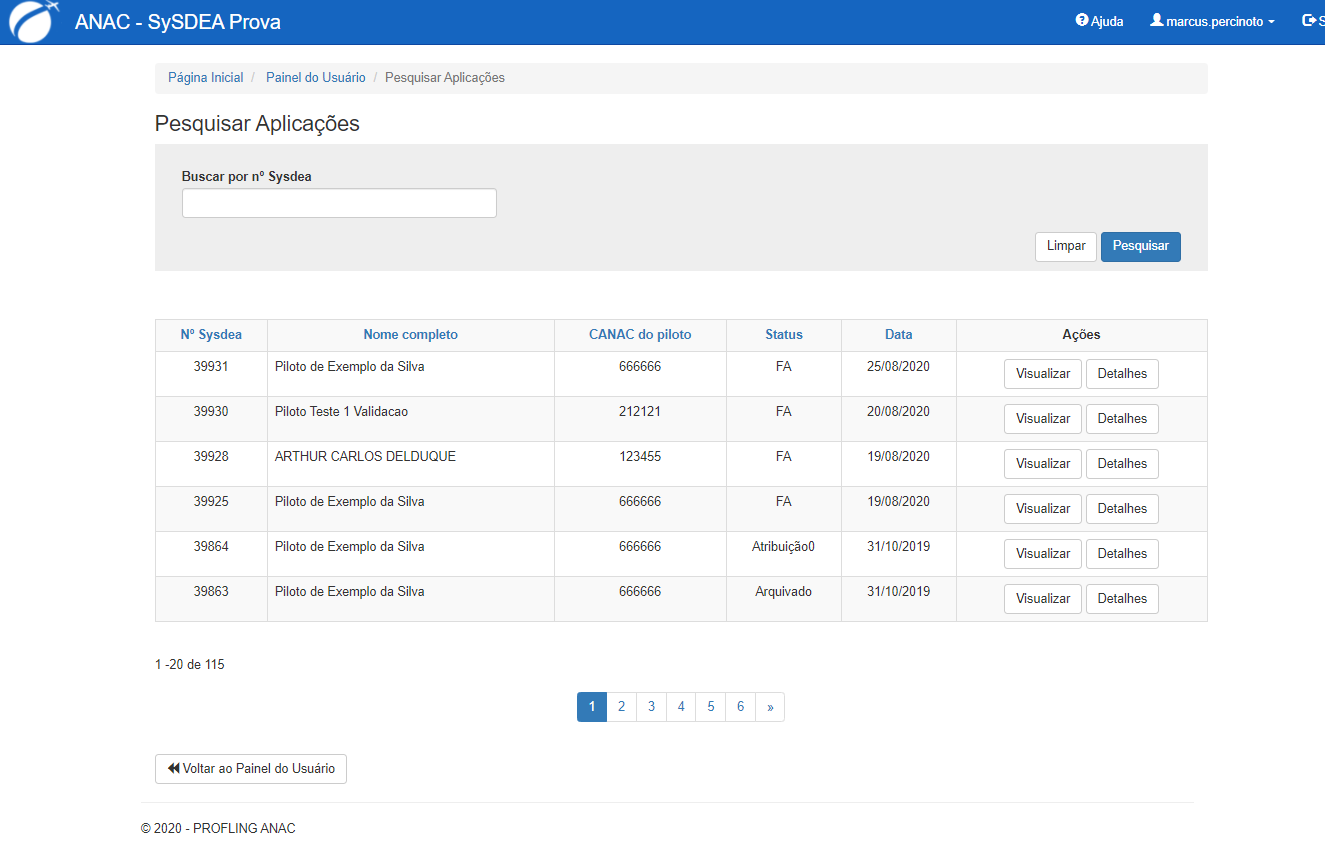 ANAC - SySDEA Prova
Ajuda marcus.percinoto S
Página Inicial / Painel do Usuário / Pesquisar Aplicações
Pesquisar Aplicações
Buscar por nº Sysdea
Limpar Pesquisar
Nº Sysdea Nome completo CANAC do piloto Status Data Ações
39931 Piloto de Exemplo da Silva 666666 FA 25/08/2020 Visualizar Detalhes
39930 Piloto Teste 1 Validacao 212121 FA 20/08/2020 Visualizar Detalhes
39928 ARTHUR CARLOS DELDUQUE 123455 FA 19/08/2020 Visualizar Detalhes
39925 Piloto de Exemplo da Silva 666666 FA 19/08/2020 Visualizar Detalhes
39864 Piloto de Exemplo da Silva 666666 Atribuição0 31/10/2019 Visualizar Detalhes
39863 Piloto de Exemplo da Silva 666666 Arquivado 31/10/2019 Visualizar Detalhes
1 -20 de 115
1 2 3 4 5 6 »
Voltar ao Painel do Usuário
© 2020 - PROFLING ANAC